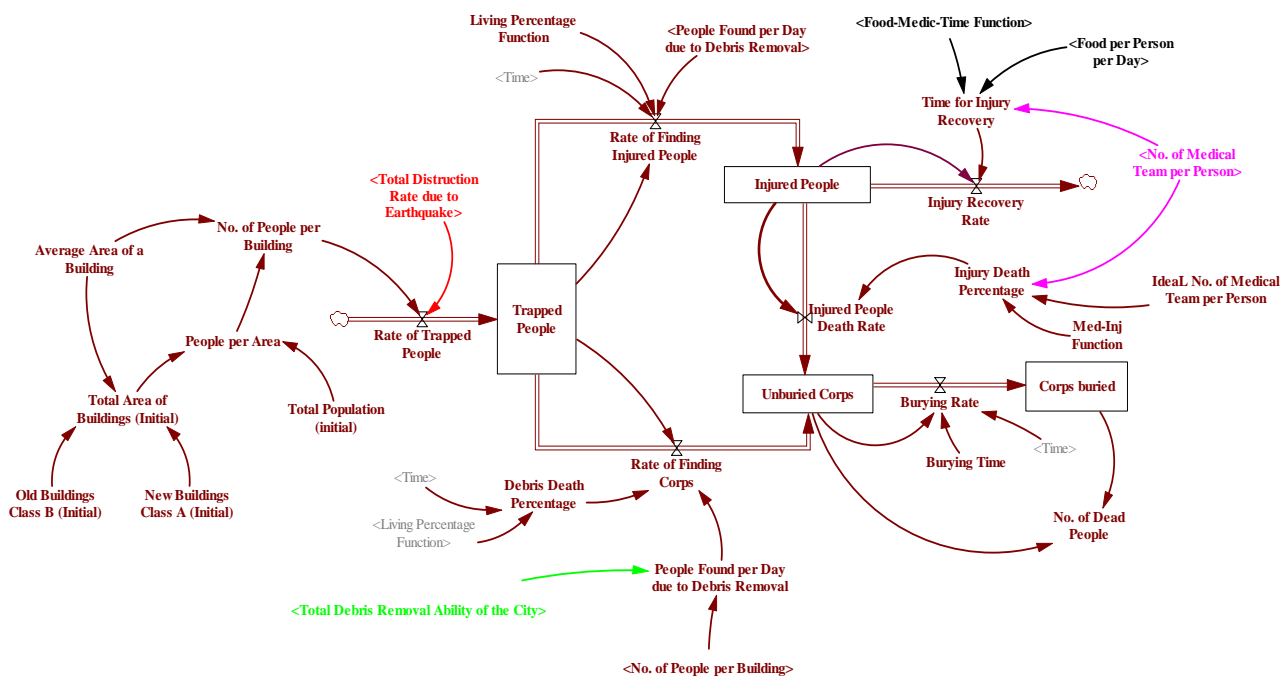 Living Percentage
Function
<People Found per Day
due to Debris Removal>
<Time>
<Food-Medic-Time Function>
<Food per Person
per Day>
Time for Injury
Recovery
Rate of Finding
Injured People
<No. of Medical
Team per Person>
<Total Distruction
Rate due to
Earthquake>
Injured People
Injury Recovery
Rate
No. of People per
Building
Average Area of a
Building
Injury Death
Percentage
IdeaL No. of Medical
Team per Person
Trapped
People
Injured People
Death Rate
Rate of Trapped
People
People per Area
Med-Inj
Function
Total Area of
Buildings (Initial)
Total Population
(initial)
Unburied Corps
Burying Rate
Corps buried
<Time>
Burying Time
Rate of Finding
Corps
<Time>
Debris Death
Percentage
Old Buildings
Class B (Initial)
New Buildings
Class A (Initial)
<Living Percentage
Function>
No. of Dead
People
People Found per Day
due to Debris Removal
<Total Debris Removal Ability of the City>
<No. of People per Building>